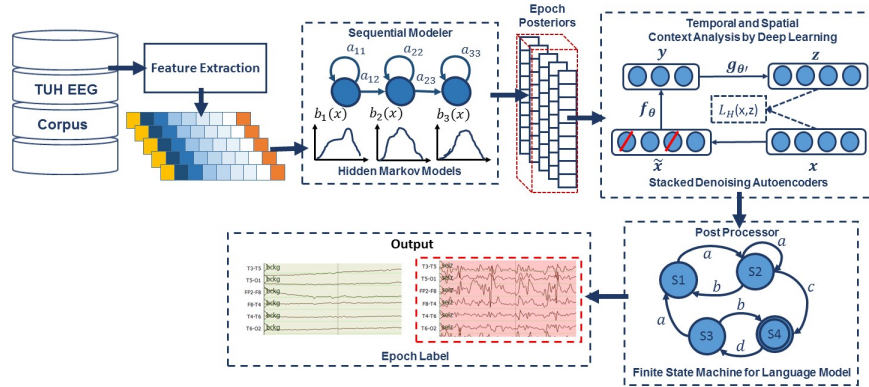 TUH EEG
Corpus
Feature Extraction
Sequential Modeler
a11 a22 a33
a12 a23
b1(x) b2(x) b3(x)
Hidden Markov Models
Epoch
Posteriors
Temporal and Spatial
Context Analysis by Deep Learning
y
gθ′
z
fθ
LH(x,z)
x̃
x
Stacked Denoising Autoencoders
Post Processor
a a
S1 S2
b c
a b
S3 S4
d
Finite State Machine for Language Model
Output
T3-T5 bckg
T5-O1 bckg
FP2-F8 bckg
F8-T4 bckg
T4-T6 bckg
T6-O2 bckg
T3-T5
T5-O1
FP2-F8
F8-T4
T4-T6
T6-O2
Epoch Label